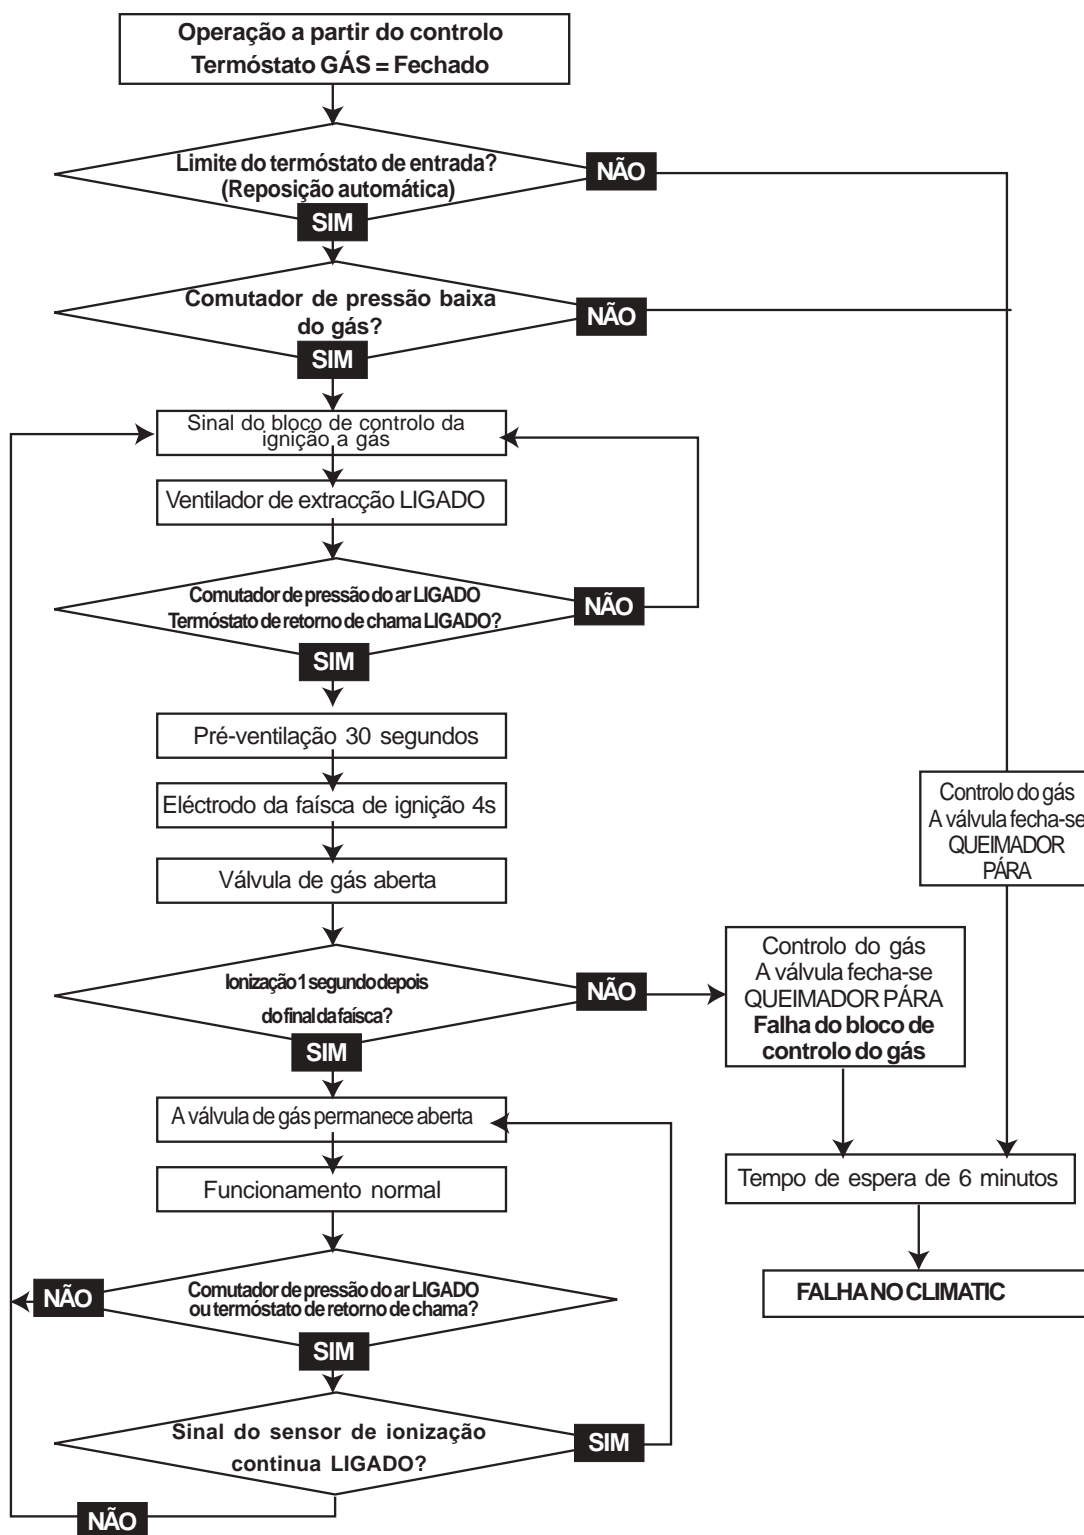 Operação a partir do controlo
Termóstato GÁS = Fechado
Limite do termóstato de entrada?
(Reposição automática)
NÃO
SIM
Comutador de pressão baixa
do gás?
NÃO
SIM
Sinal do bloco de controlo da
ignição a gás
Ventilador de extracção LIGADO
Comutador de pressão do ar LIGADO
Termóstato de retorno de chama LIGADO?
NÃO
SIM
Pré-ventilação 30 segundos
Eléctrodo da faísca de ignição 4s
Válvula de gás aberta
Controlo do gás
A válvula fecha-se
QUEIMADOR
PÁRA
Ionização 1 segundo depois
do final da faísca?
NÃO
SIM
Controlo do gás
A válvula fecha-se
QUEIMADOR PÁRA
Falha do bloco de
controlo do gás
A válvula de gás permanece aberta
Funcionamento normal
Tempo de espera de 6 minutos
FALHA NO CLIMATIC
Comutador de pressão do ar LIGADO
ou termóstato de retorno de chama?
NÃO
SIM
Sinal do sensor de ionização
continua LIGADO?
SIM
NÃO